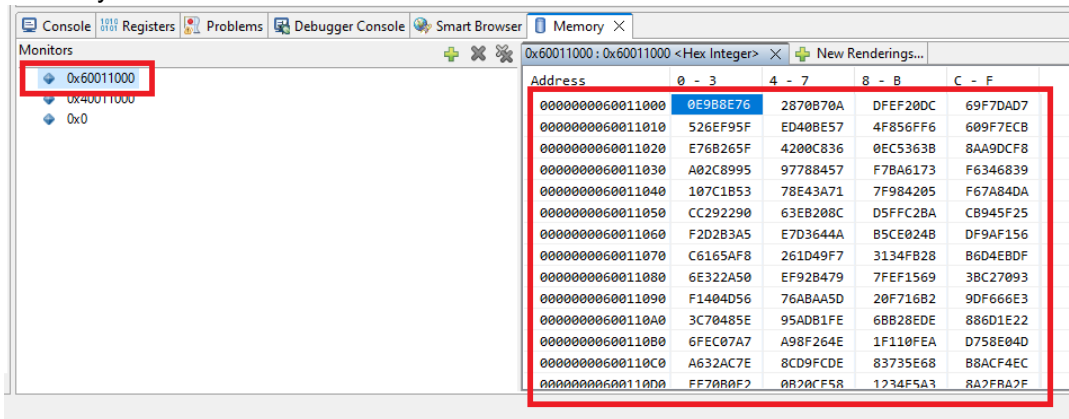 Console Registers Problems Debugger Console Smart Browser Memory
Monitors
0x60011000 : 0x60011000 <Hex Integer> New Renderings...
0x60011000
0x40011000
0x0
Address 0 - 3 4 - 7 8 - B C - F
0000000060011000 0E9B8E76 2870B70A DFEF20DC 69F7DAD7
0000000060011010 526EF95F ED40BE57 4F856FF6 609F7ECB
0000000060011020 E76B265F 4200C836 0EC5363B 8AA9DCF8
0000000060011030 A02C8995 97788457 F7BA6173 F6346839
0000000060011040 107C1B53 78E43A71 7F984205 F67A84DA
0000000060011050 CC292290 63EB208C D5FFC2BA CB945F25
0000000060011060 F2D2B3A5 E7D3644A B5CE024B DF9AF156
0000000060011070 C6165AF8 261D49F7 3134FB28 B6D4EBDF
0000000060011080 6E322A50 EF92B479 7FEF1569 3BC27093
0000000060011090 F1404D56 76ABAA5D 20F716B2 9DF666E3
00000000600110A0 3C70485E 95ADB1FE 6BB28EDE 886D1E22
00000000600110B0 6FEC07A7 A98F264E 1F110FEA D758E04D
00000000600110C0 A632AC7E 8CD9FCDE 83735E68 B8ACF4EC
00000000600110D0 0B20CE58